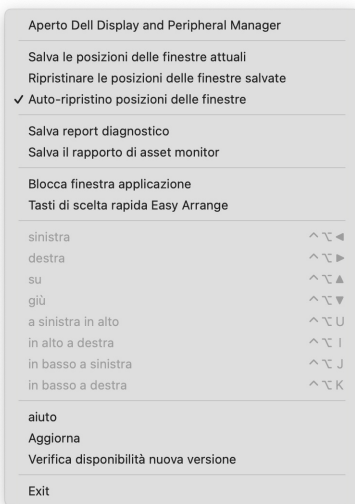 Aperto Dell Display and Peripheral Manager
Salva le posizioni delle finestre attuali
Ripristinare le posizioni delle finestre salvate
✓ Auto-ripristino posizioni delle finestre
Salva report diagnostico
Salva il rapporto di asset monitor
Blocca finestra applicazione
Tasti di scelta rapida Easy Arrange
sinistra ⌃⌥◀
destra ⌃⌥▶
su ⌃⌥▲
giù ⌃⌥▼
a sinistra in alto ⌃⌥U
in alto a destra ⌃⌥I
in basso a sinistra ⌃⌥J
in basso a destra ⌃⌥K
aiuto
Aggiorna
Verifica disponibilità nuova versione
Exit